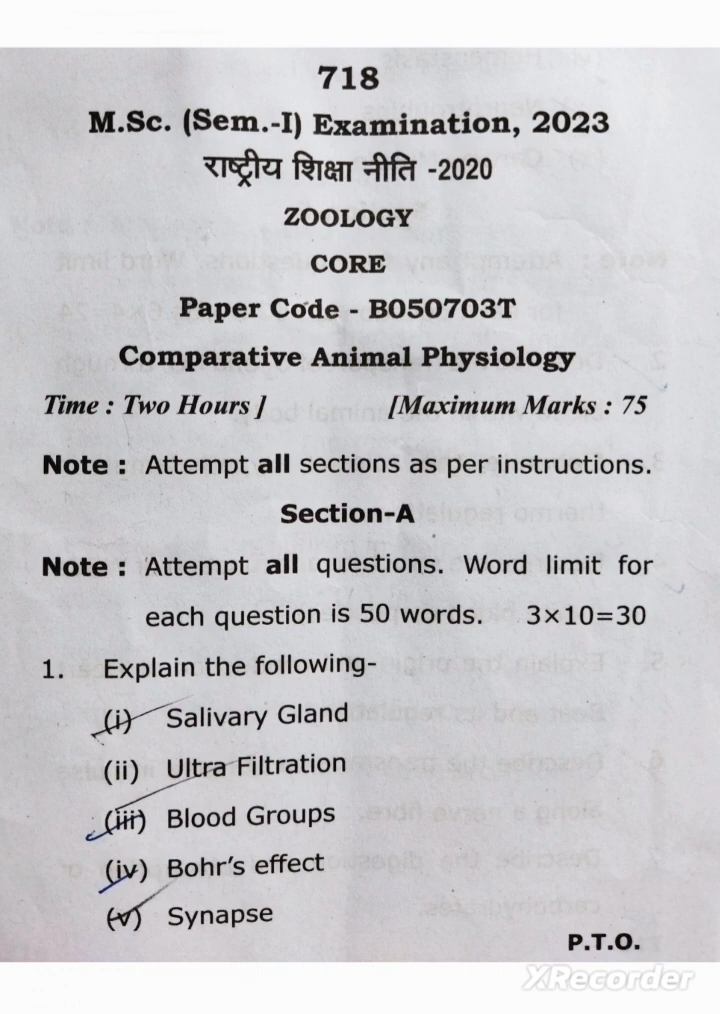 718
M.Sc. (Sem.-I) Examination, 2023
राष्ट्रीय शिक्षा नीति -2020
ZOOLOGY
CORE
Paper Code - B050703T
Comparative Animal Physiology
Time : Two Hours ] [Maximum Marks : 75
Note : Attempt all sections as per instructions.
Section-A
Note : Attempt all questions. Word limit for
each question is 50 words. 3×10=30
1. Explain the following-
(i) Salivary Gland
(ii) Ultra Filtration
(iii) Blood Groups
(iv) Bohr's effect
(v) Synapse
P.T.O.
XRecorder